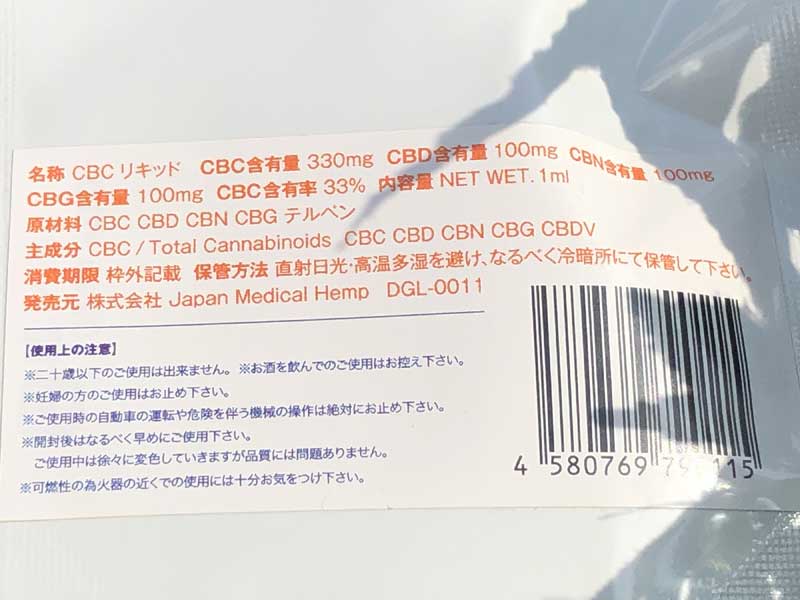 名称 CBC リキッド CBC含有量 330mg CBD含有量 100mg CBN含有量 100mg
CBG含有量 100mg CBC含有率 33% 内容量 NET WET. 1ml
原材料 CBC CBD CBN CBG テルペン
主成分 CBC / Total Cannabinoids CBC CBD CBN CBG CBDV
消費期限 枠外記載 保管方法 直射日光・高温多湿を避け、なるべく冷暗所にて保管して下さい。
発売元 株式会社 Japan Medical Hemp DGL-0011
【使用上の注意】
※二十歳以下のご使用は出来ません。※お酒を飲んでのご使用はお控え下さい。
※妊婦の方のご使用はお止め下さい。
※ご使用時の自動車の運転や危険を伴う機械の操作は絶対にお止め下さい。
※開封後はなるべく早めにご使用下さい。
ご使用中は徐々に変色していきますが品質には問題ありません。
※可燃性の為火器の近くでの使用には十分お気をつけ下さい。
4 580769